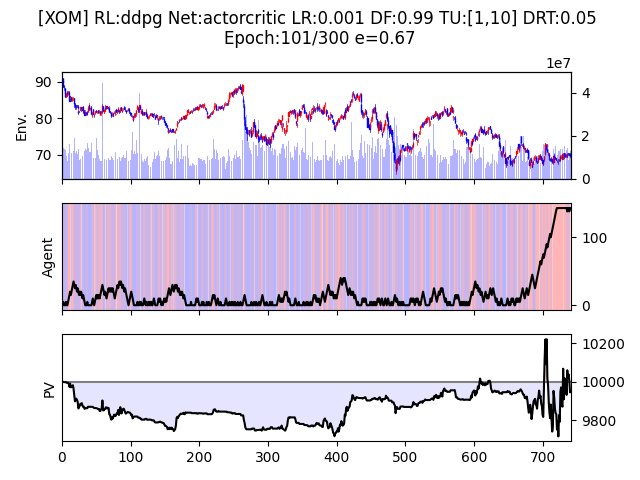 [XOM] RL:ddpg Net:actorcritic LR:0.001 DF:0.99 TU:[1,10] DRT:0.05
Epoch:101/300 e=0.67
1e7
90
80
70
Env.
4
2
0
Agent
100
0
PV
10200
10000
9800
0 100 200 300 400 500 600 700